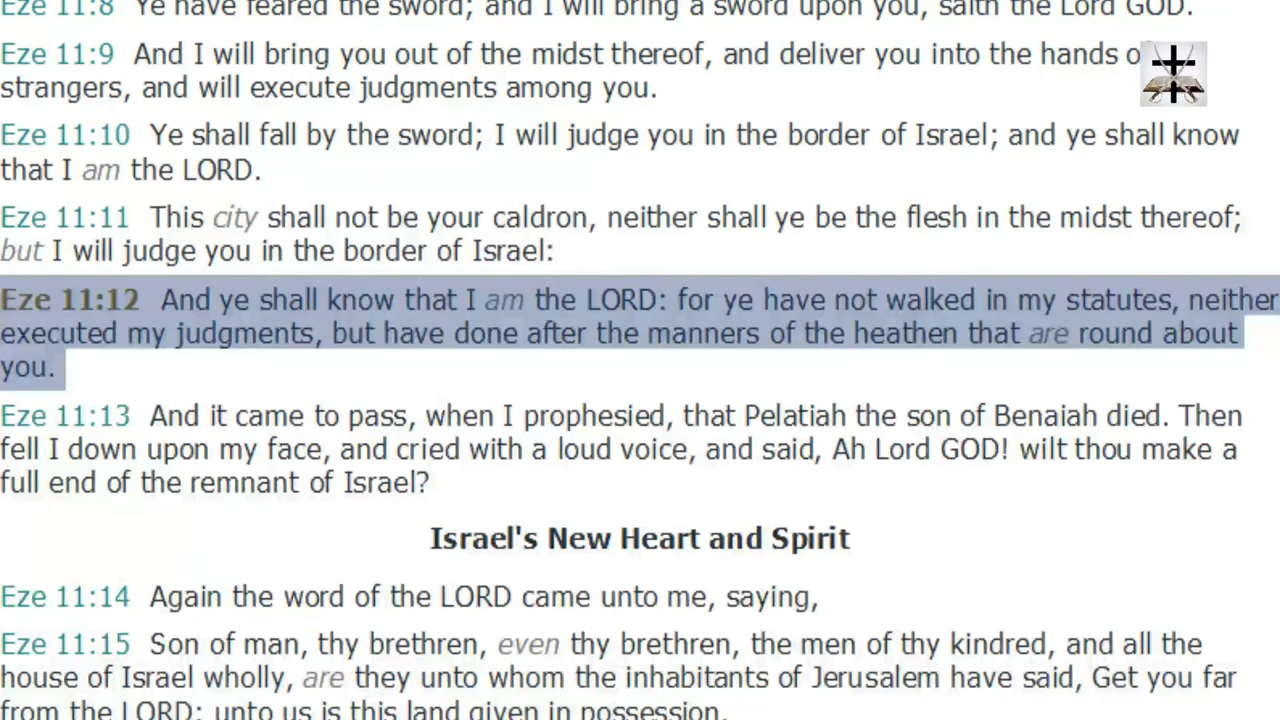 Eze 11:8  Ye have feared the sword; and I will bring a sword upon you, saith the Lord GOD.
Eze 11:9  And I will bring you out of the midst thereof, and deliver you into the hands
strangers, and will execute judgments among you.
Eze 11:10  Ye shall fall by the sword; I will judge you in the border of Israel; and ye shall know
that I am the LORD.
Eze 11:11  This city shall not be your caldron, neither shall ye be the flesh in the midst thereof;
but I will judge you in the border of Israel:
Eze 11:12  And ye shall know that I am the LORD: for ye have not walked in my statutes, neither
executed my judgments, but have done after the manners of the heathen that are round about
you.
Eze 11:13  And it came to pass, when I prophesied, that Pelatiah the son of Benaiah died. Then
fell I down upon my face, and cried with a loud voice, and said, Ah Lord GOD! wilt thou make a
full end of the remnant of Israel?
Israel's New Heart and Spirit
Eze 11:14  Again the word of the LORD came unto me, saying,
Eze 11:15  Son of man, thy brethren, even thy brethren, the men of thy kindred, and all the
house of Israel wholly, are they unto whom the inhabitants of Jerusalem have said, Get you far
from the LORD: unto us is this land given in possession.